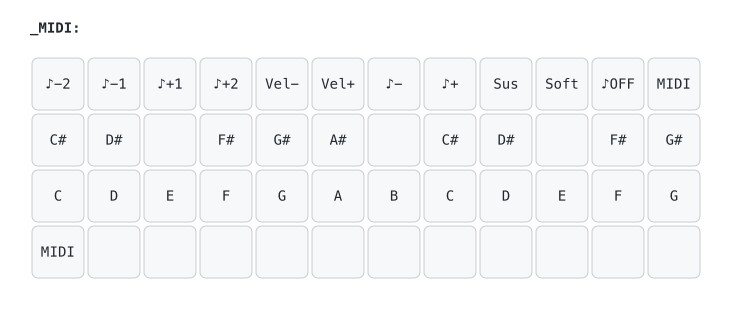 _MIDI:
♪−2 ♪−1 ♪+1 ♪+2 Vel− Vel+ ♪− ♪+ Sus Soft ♪OFF MIDI
C# D# F# G# A# C# D# F# G#
C D E F G A B C D E F G
MIDI